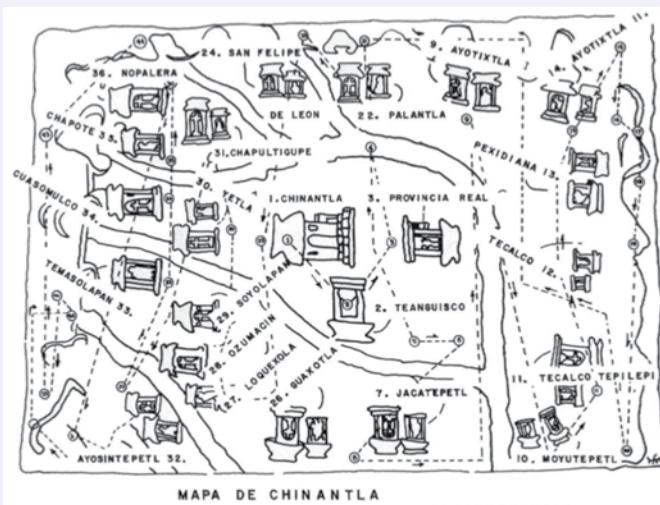 24. SAN FELIPE
DE LEON
9. AYOTIXTLA
14. AYOTIXTLA 11.
36. NOPALERA
22. PALANTLA
CHAPOTE 35.
31. CHAPULTIGUPE
PEXIDIANA 13.
30. YETLA
CUASOMULCO 34.
1. CHINANTLA
3. PROVINCIA REAL
TECALCO 12.
TEMASOLAPAN 33.
29. SOYOLAPAN
2. TEANGUISCO
28. OZUMACIN
27. LOQUEXOLA
26. GUAXOTLA
7. JACATEPETL
11. TECALCO TEPILEPI
AYOSINTEPETL 32.
10. MOYUTEPETL
MAPA DE CHINANTLA